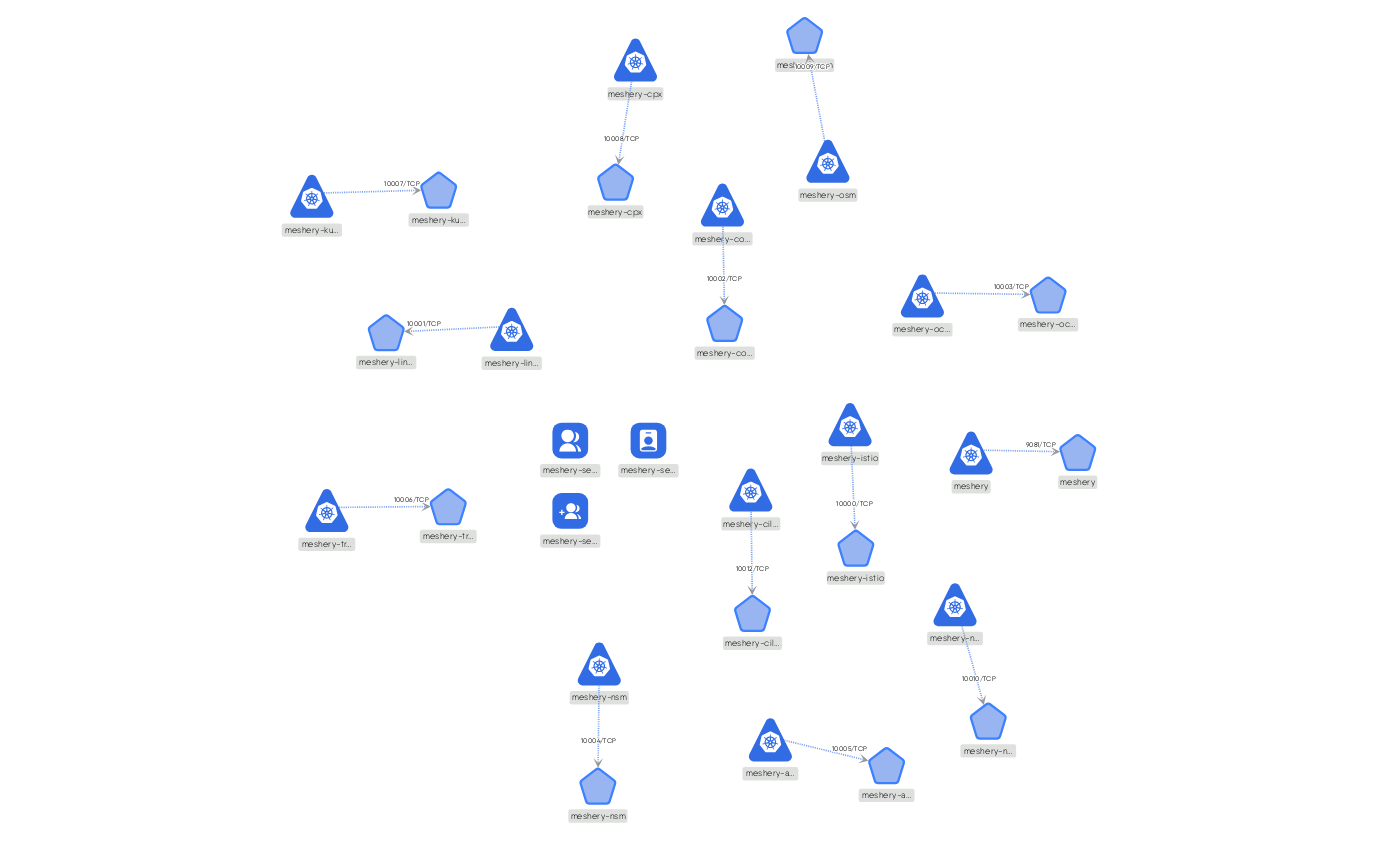 10009/TCP
meshery-cpx
10008/TCP
meshery-cpx
meshery-osm
10007/TCP
meshery-ku...
meshery-ku...
meshery-co...
10002/TCP
meshery-co...
10003/TCP
meshery-oc...
meshery-oc...
10001/TCP
meshery-lin...
meshery-lin...
meshery-se...
meshery-se...
meshery-se...
meshery-istio
10000/TCP
meshery-istio
9081/TCP
meshery
meshery
10006/TCP
meshery-tr...
meshery-tr...
meshery-cil...
10012/TCP
meshery-cil...
meshery-n...
10010/TCP
meshery-n...
meshery-nsm
10004/TCP
meshery-nsm
10005/TCP
meshery-a...
meshery-a...